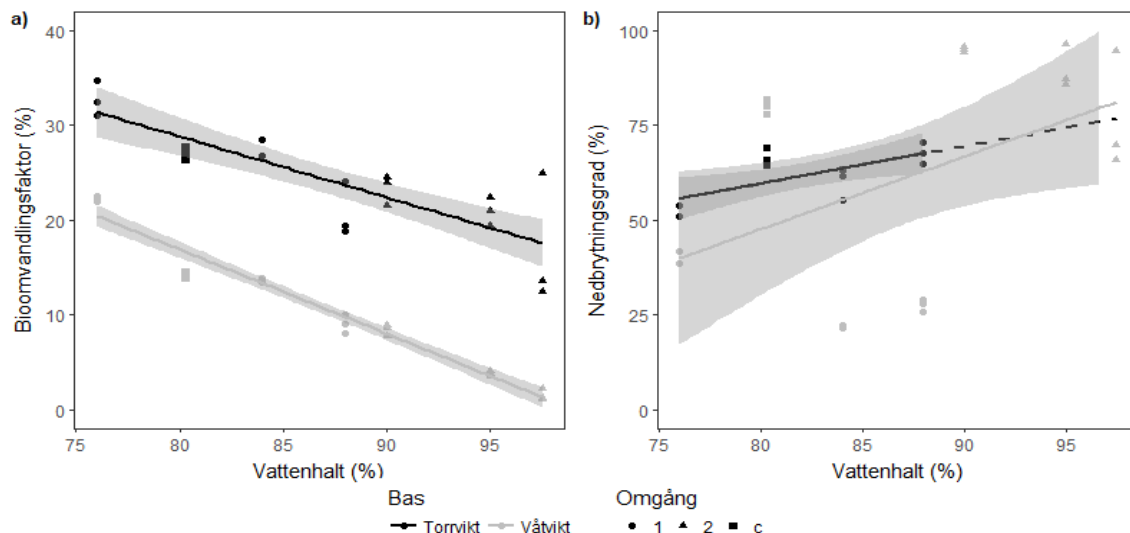 a)
Bioomvandlingsfaktor (%)
40
30
20
10
0
75 80 85 90 95
Vattenhalt (%)
b)
Nedbrytningsgrad (%)
100
75
50
25
0
75 80 85 90 95
Vattenhalt (%)
Bas
Torrvikt Våtvikt
Omgång
1 2 c